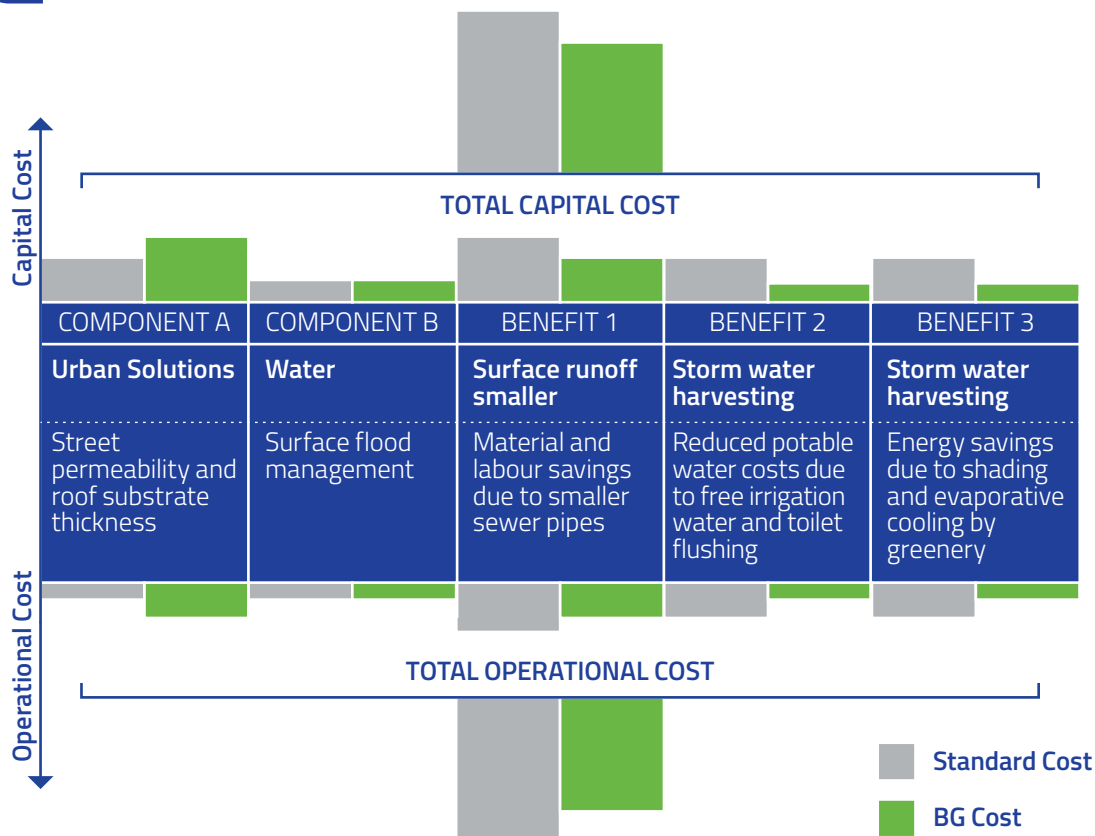 Capital Cost
TOTAL CAPITAL COST
COMPONENT A
COMPONENT B
BENEFIT 1
BENEFIT 2
BENEFIT 3
Urban Solutions
Water
Surface runoff
smaller
Storm water
harvesting
Storm water
harvesting
Street
permeability and
roof substrate
thickness
Surface flood
management
Material and
labour savings
due to smaller
sewer pipes
Reduced potable
water costs due
to free irrigation
water and toilet
flushing
Energy savings
due to shading
and evaporative
cooling by
greenery
Operational Cost
TOTAL OPERATIONAL COST
Standard Cost
BG Cost